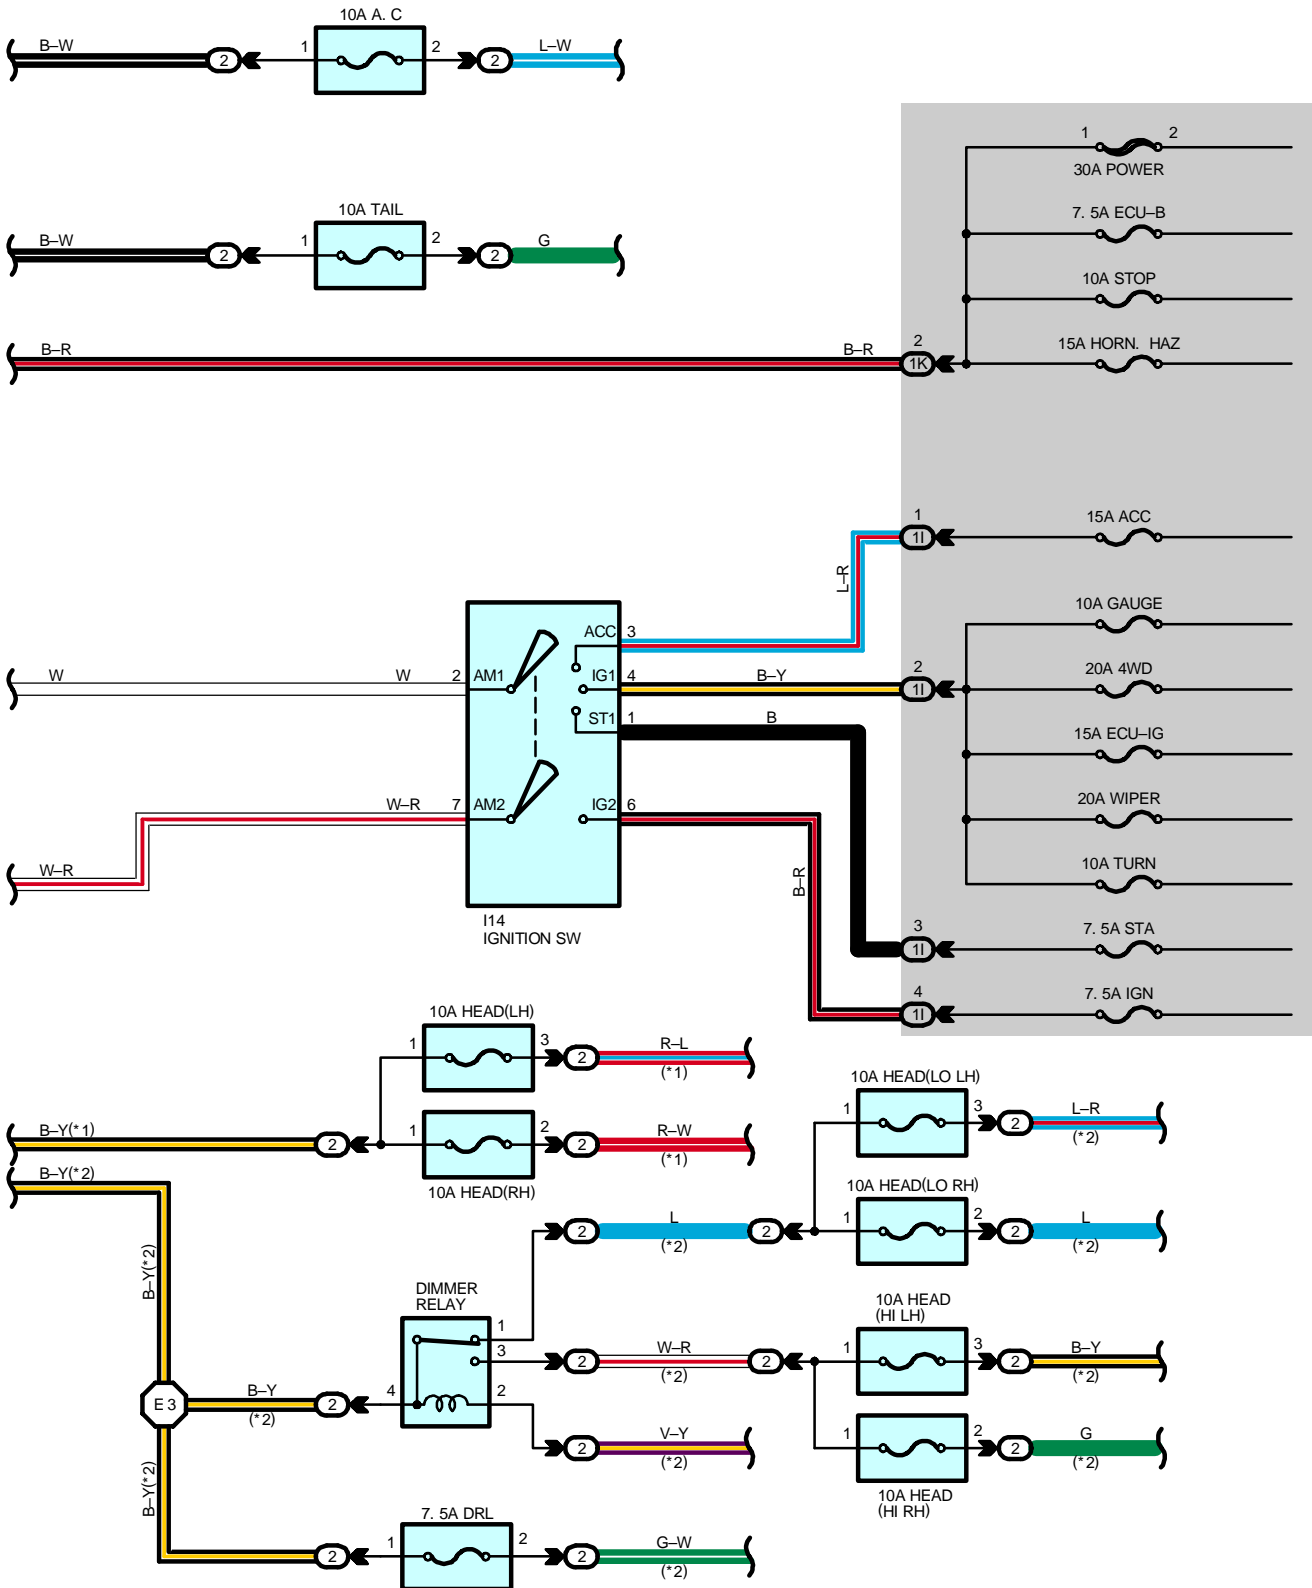 10A A. C
B–W
2
1
2
2
L–W
1
2
30A POWER
10A TAIL
B–W
2
1
2
2
G
7. 5A ECU–B
10A STOP
B–R
B–R
2
1K
15A HORN. HAZ
1
1I
15A ACC
L–R
10A GAUGE
ACC
3
W
W
2
AM1
IG1
4
B–Y
2
1I
20A 4WD
ST1
1
B
15A ECU–IG
W–R
7
AM2
IG2
6
20A WIPER
W–R
B–R
10A TURN
I14
IGNITION SW
3
1I
7. 5A STA
4
1I
7. 5A IGN
10A HEAD(LH)
1
3
2
R–L
(*1)
10A HEAD(LO LH)
1
3
2
L–R
(*2)
B–Y(*1)
2
1
2
2
R–W
(*1)
10A HEAD(RH)
B–Y(*2)
10A HEAD(LO RH)
2
L
(*2)
2
1
2
2
L
(*2)
B–Y(*2)
DIMMER
RELAY
1
10A HEAD
(HI LH)
3
2
W–R
(*2)
2
1
3
2
B–Y
(*2)
E 3
B–Y
(*2)
2
4
2
2
V–Y
(*2)
1
2
2
G
(*2)
10A HEAD
(HI RH)
B–Y(*2)
7. 5A DRL
2
1
2
2
G–W
(*2)